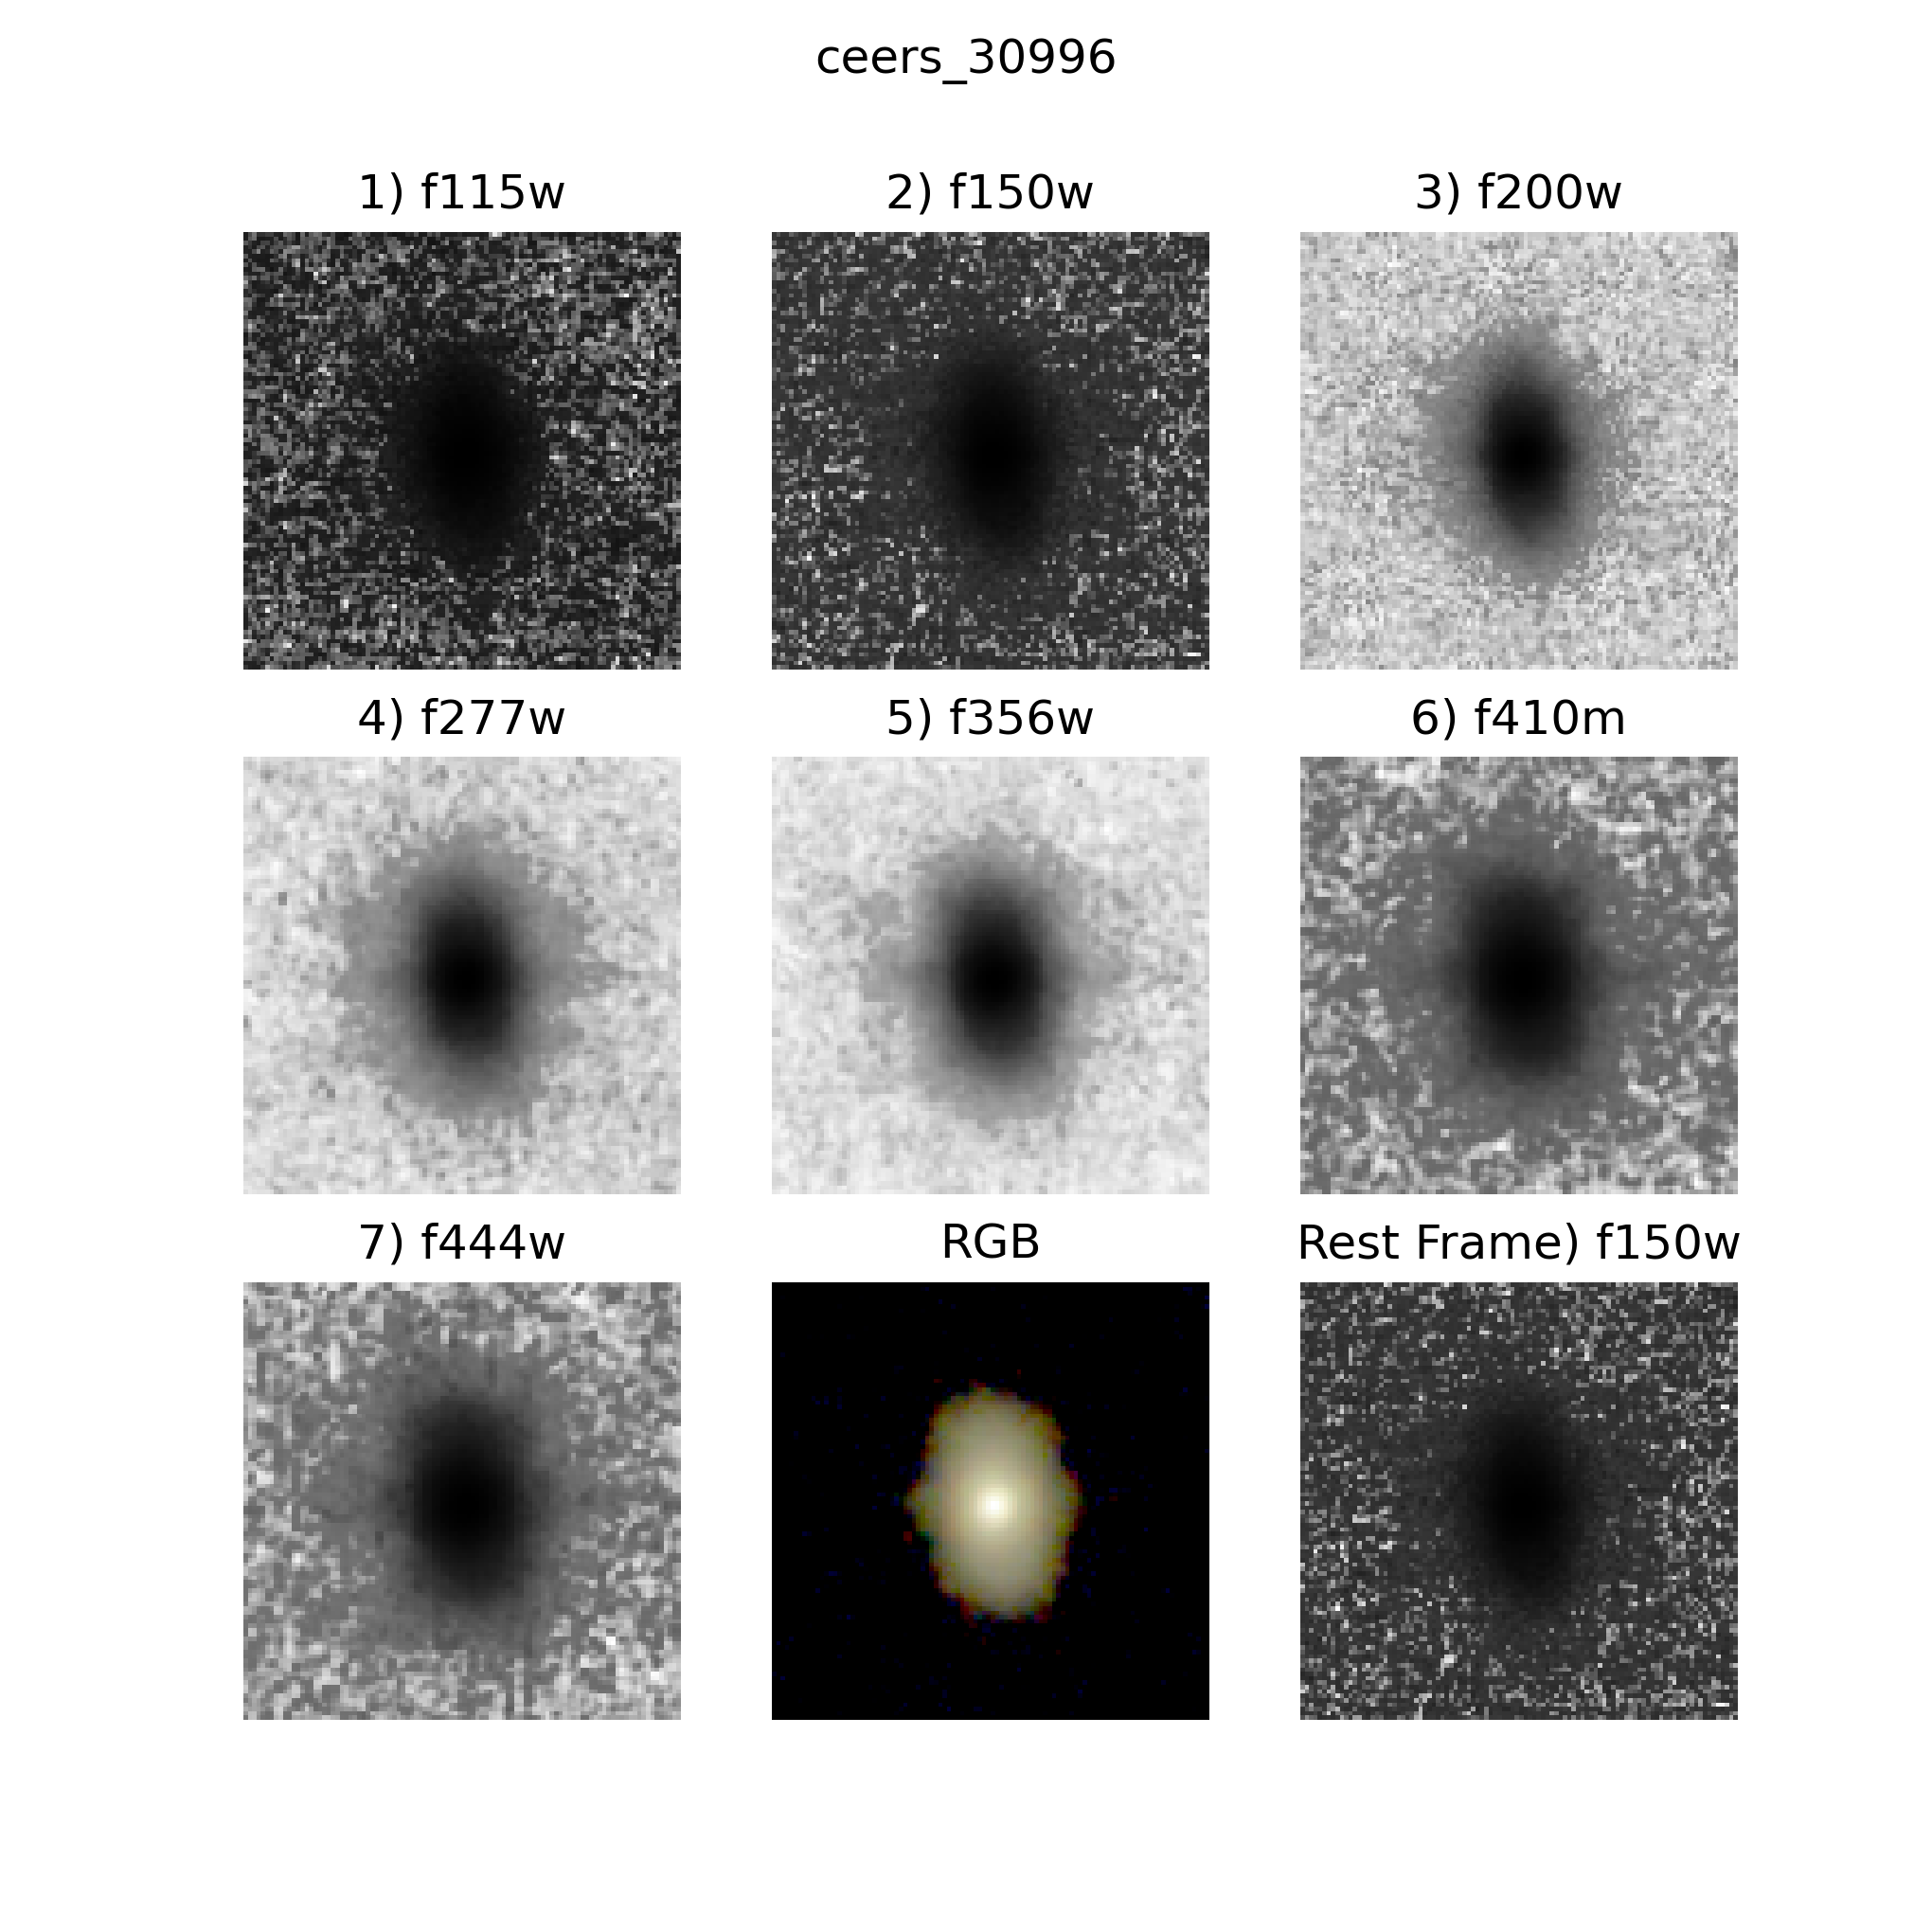 ceers_30996
1) f115w
2) f150w
3) f200w
4) f277w
5) f356w
6) f410m
7) f444w
RGB
Rest Frame) f150w